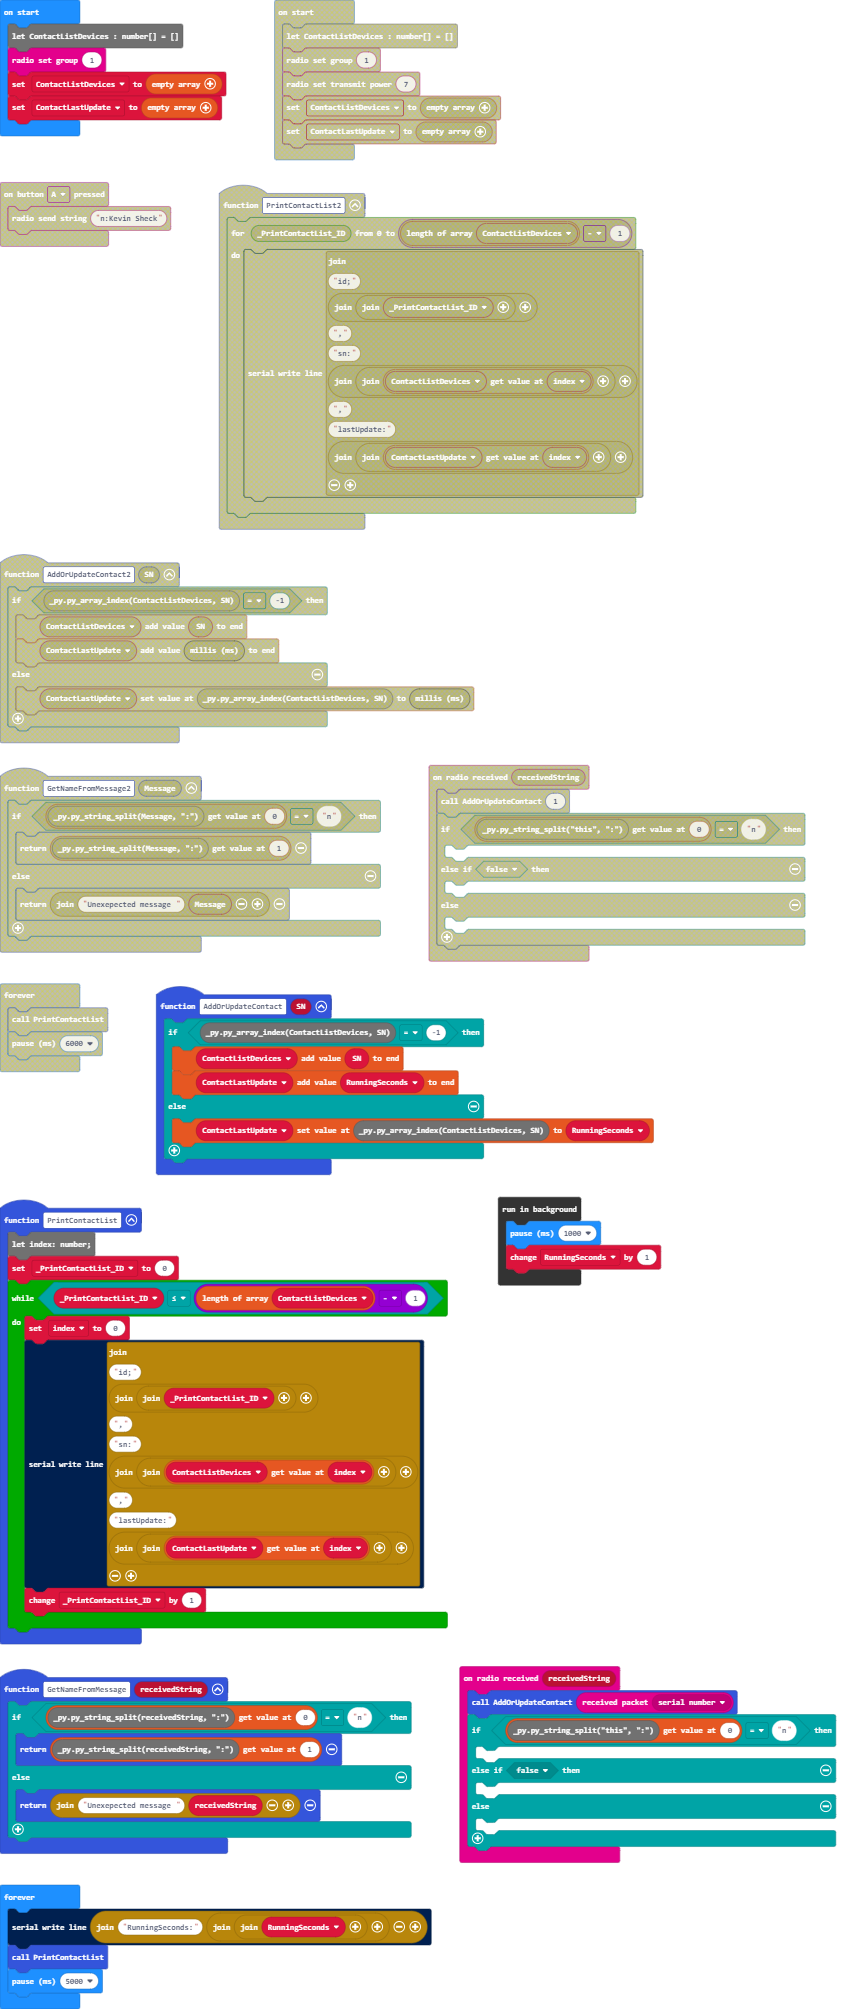 on start
let ContactListDevices : number[] = []
radio set group 1
set ContactListDevices to empty array
set ContactLastUpdate to empty array
on start
let ContactListDevices : number[] = []
radio set group 1
radio set transmit power 7
set ContactListDevices to empty array
set ContactLastUpdate to empty array
on button A pressed
radio send string "n:Kevin Sheck"
function PrintContactList2
for _PrintContactList_ID from 0 to length of array ContactListDevices - 1
do
serial write line
join
"id;"
join join _PrintContactList_ID
","
"sn:"
join join ContactListDevices get value at index
","
"lastUpdate:"
join join ContactLastUpdate get value at index
function AddOrUpdateContact2 SN
if _py.py_array_index(ContactListDevices, SN) = -1 then
ContactListDevices add value SN to end
ContactLastUpdate add value millis (ms) to end
else
ContactLastUpdate set value at _py.py_array_index(ContactListDevices, SN) to millis (ms)
function GetNameFromMessage2 Message
if _py.py_string_split(Message, ":") get value at 0 = "n" then
return _py.py_string_split(Message, ":") get value at 1
else
return join "Unexepected message " Message
on radio received receivedString
call AddOrUpdateContact 1
if _py.py_string_split("this", ":") get value at 0 = "n" then
else if false then
else
forever
call PrintContactList
pause (ms) 6000
function AddOrUpdateContact SN
if _py.py_array_index(ContactListDevices, SN) = -1 then
ContactListDevices add value SN to end
ContactLastUpdate add value RunningSeconds to end
else
ContactLastUpdate set value at _py.py_array_index(ContactListDevices, SN) to RunningSeconds
function PrintContactList
let index: number;
set _PrintContactList_ID to 0
while _PrintContactList_ID ≤ length of array ContactListDevices - 1
do
set index to 0
serial write line
join
"id;"
join join _PrintContactList_ID
","
"sn:"
join join ContactListDevices get value at index
","
"lastUpdate:"
join join ContactLastUpdate get value at index
change _PrintContactList_ID by 1
run in background
pause (ms) 1000
change RunningSeconds by 1
function GetNameFromMessage receivedString
if _py.py_string_split(receivedString, ":") get value at 0 = "n" then
return _py.py_string_split(receivedString, ":") get value at 1
else
return join "Unexepected message " receivedString
on radio received receivedString
call AddOrUpdateContact received packet serial number
if _py.py_string_split("this", ":") get value at 0 = "n" then
else if false then
else
forever
serial write line join "RunningSeconds:" join join RunningSeconds
call PrintContactList
pause (ms) 5000